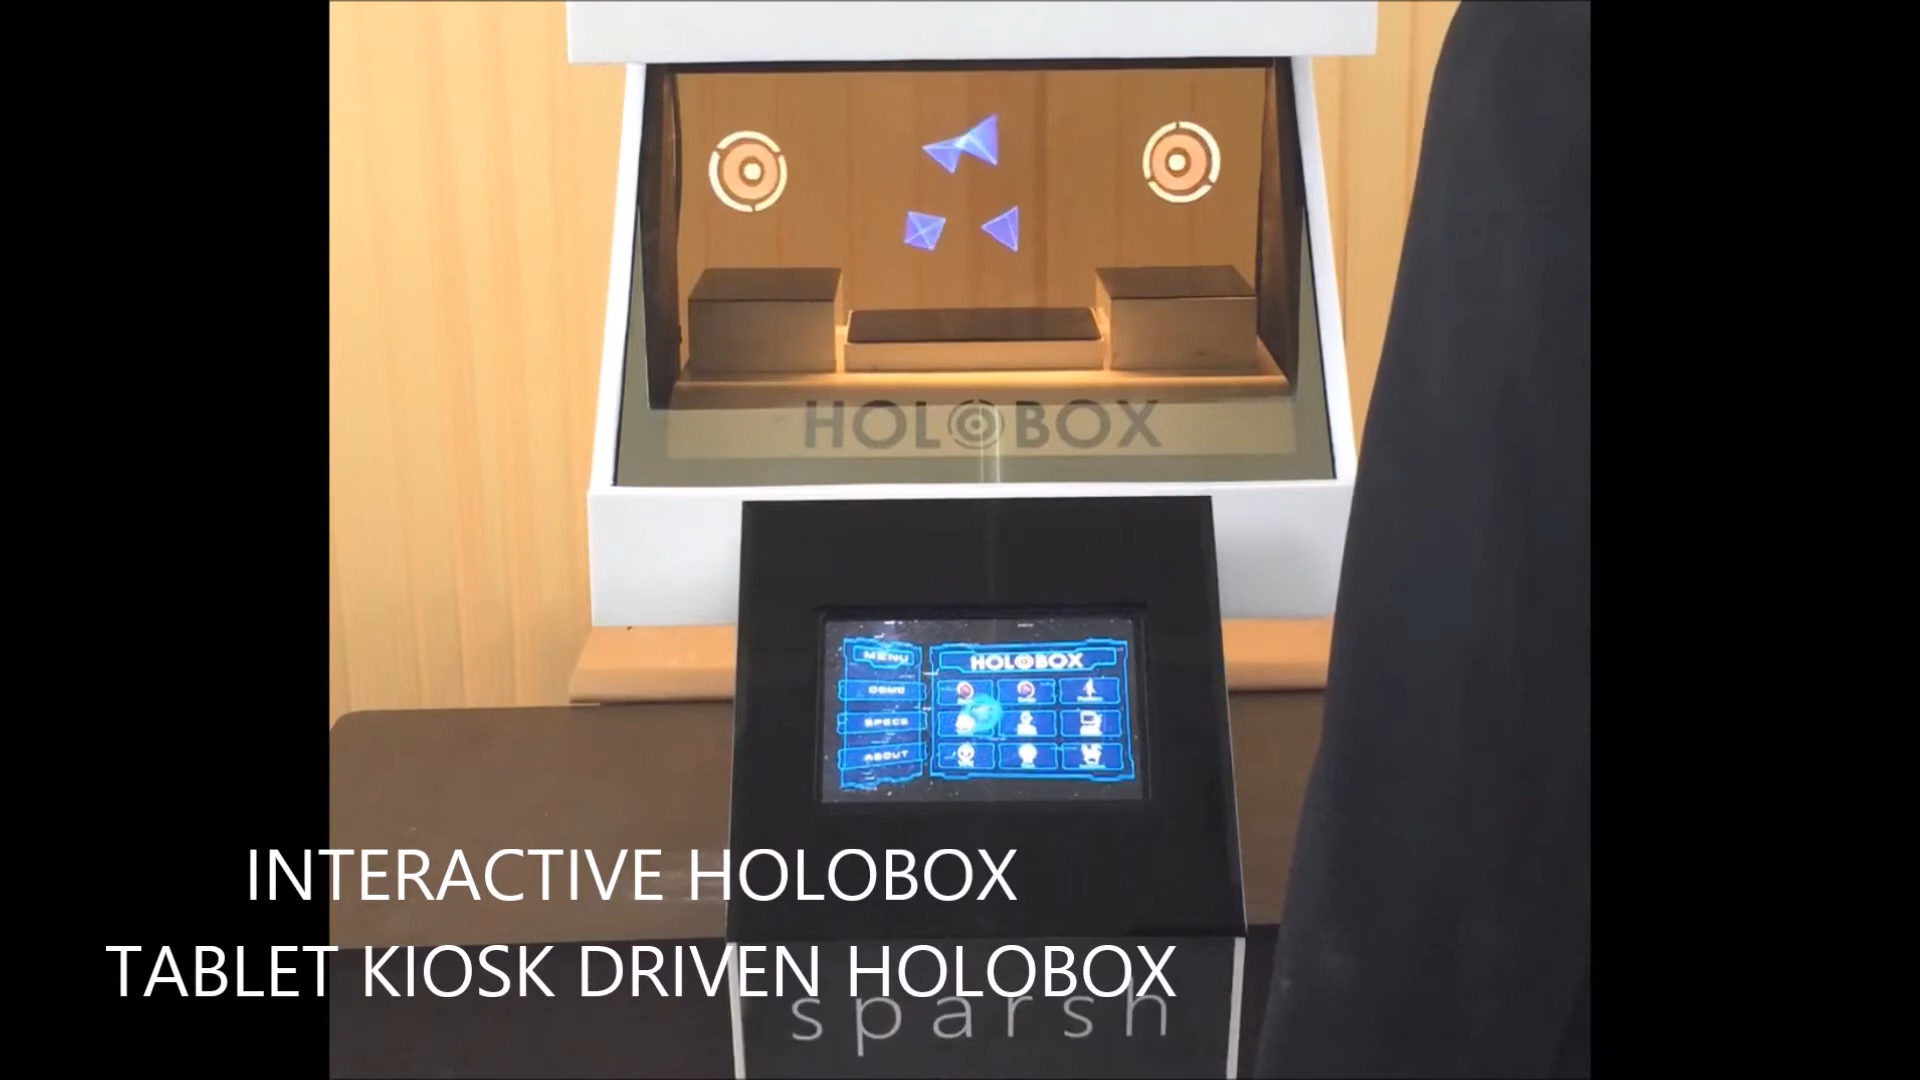 HOLOBOX
MENU
HOLOBOX
DEMO
SPECS
ABOUT
INTERACTIVE HOLOBOX
TABLET KIOSK DRIVEN HOLOBOX
sparsh